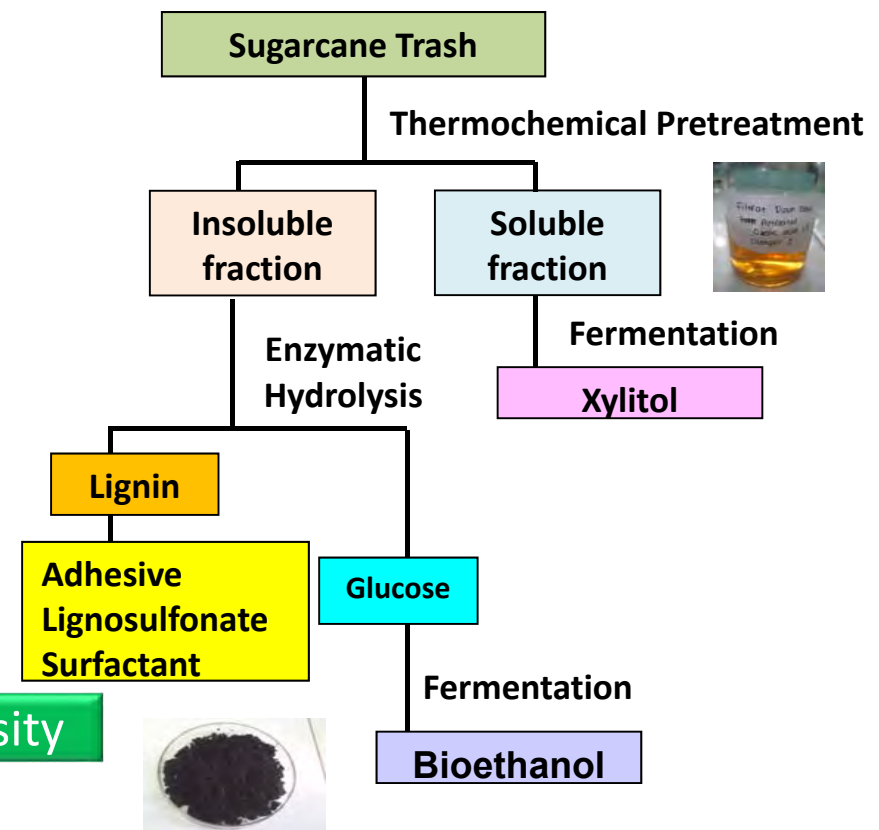 Sugarcane Trash
Thermochemical Pretreatment
Insoluble
fraction
Soluble
fraction
Enzymatic
Hydrolysis
Fermentation
Xylitol
Lignin
Adhesive
Lignosulfonate
Surfactant
Glucose
Fermentation
sity
Bioethanol